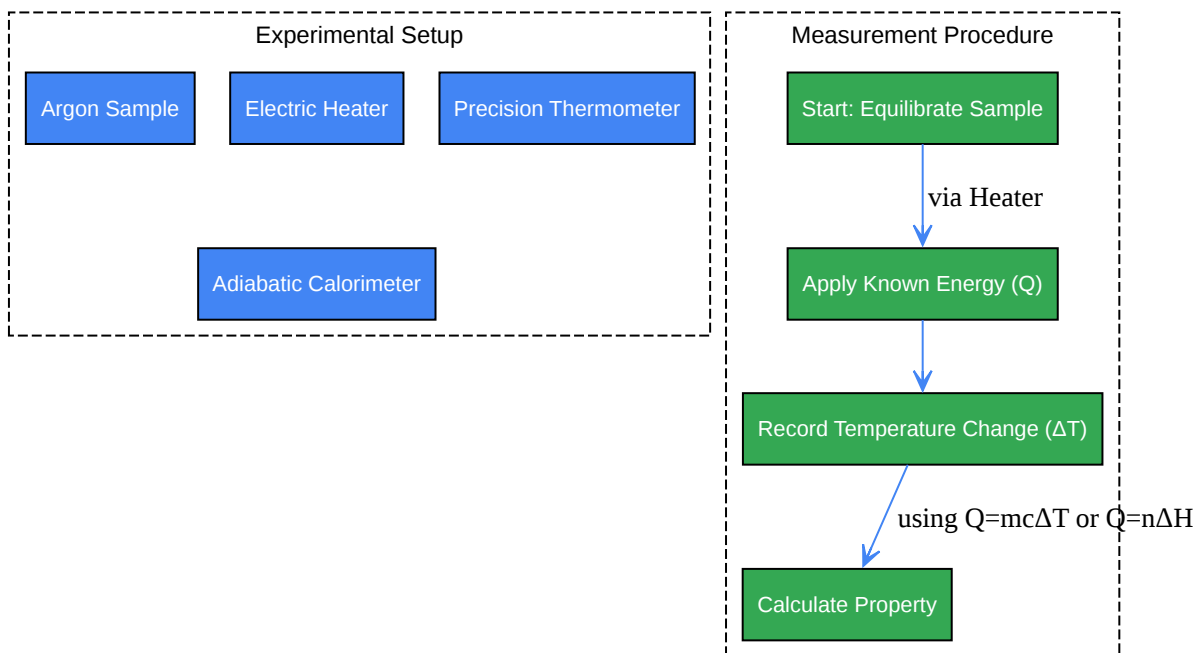 Experimental Setup
Argon Sample
Electric Heater
Precision Thermometer
Adiabatic Calorimeter
Measurement Procedure
Start: Equilibrate Sample
via Heater
Apply Known Energy (Q)
Record Temperature Change (ΔT)
using Q=mcΔT or Q=nΔH
Calculate Property